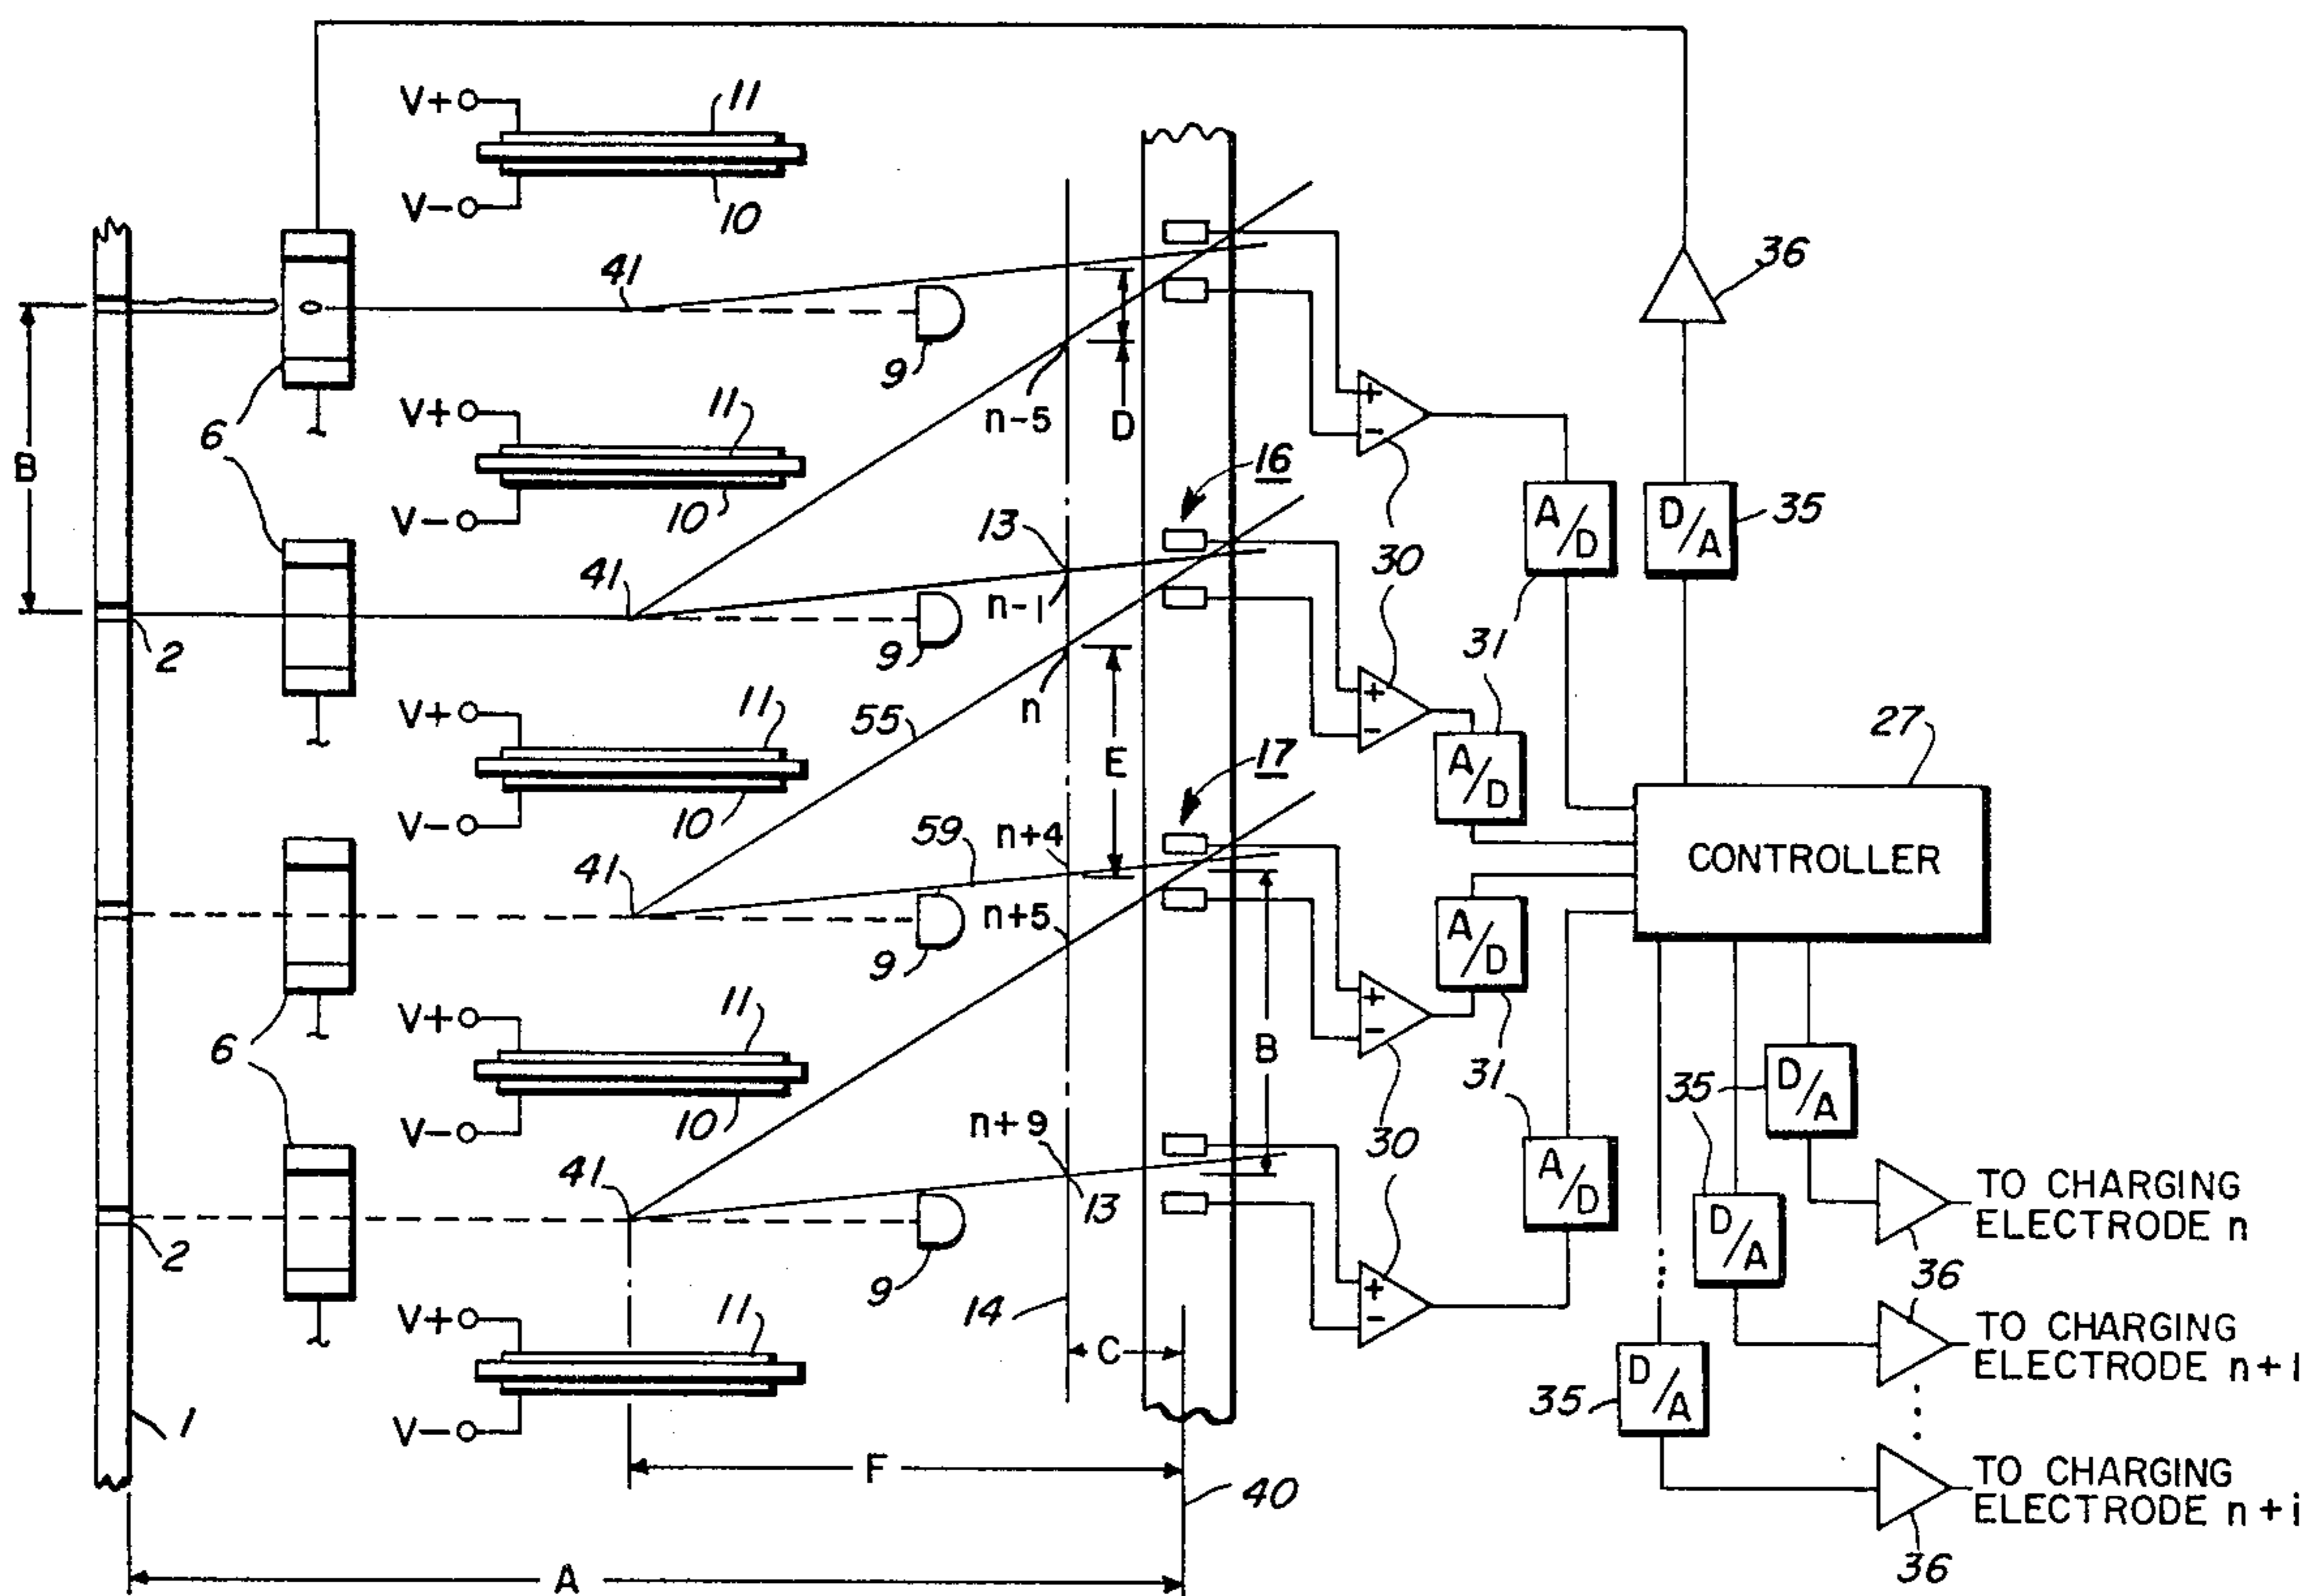 11
V+
36
V-
10
41
9
6
n-5
D
+
-
B
V+
11
16
A/D
D/A
35
V-
10
13
30
41
n-1
31
2
9
n
+
-
V+
11
55
A/D
27
E
17
V-
10
59
n+4
CONTROLLER
41
n+5
A/D
9
V+
11
+
-
B
31
35
D/A
6
V-
10
n+9
30
A/D
35
TO CHARGING
ELECTRODE n
41
13
D/A
2
9
36
V+
11
14
+
-
TO CHARGING
ELECTRODE n+1
C
D/A
35
1
V-
F
40
TO CHARGING
ELECTRODE n+i
36
A